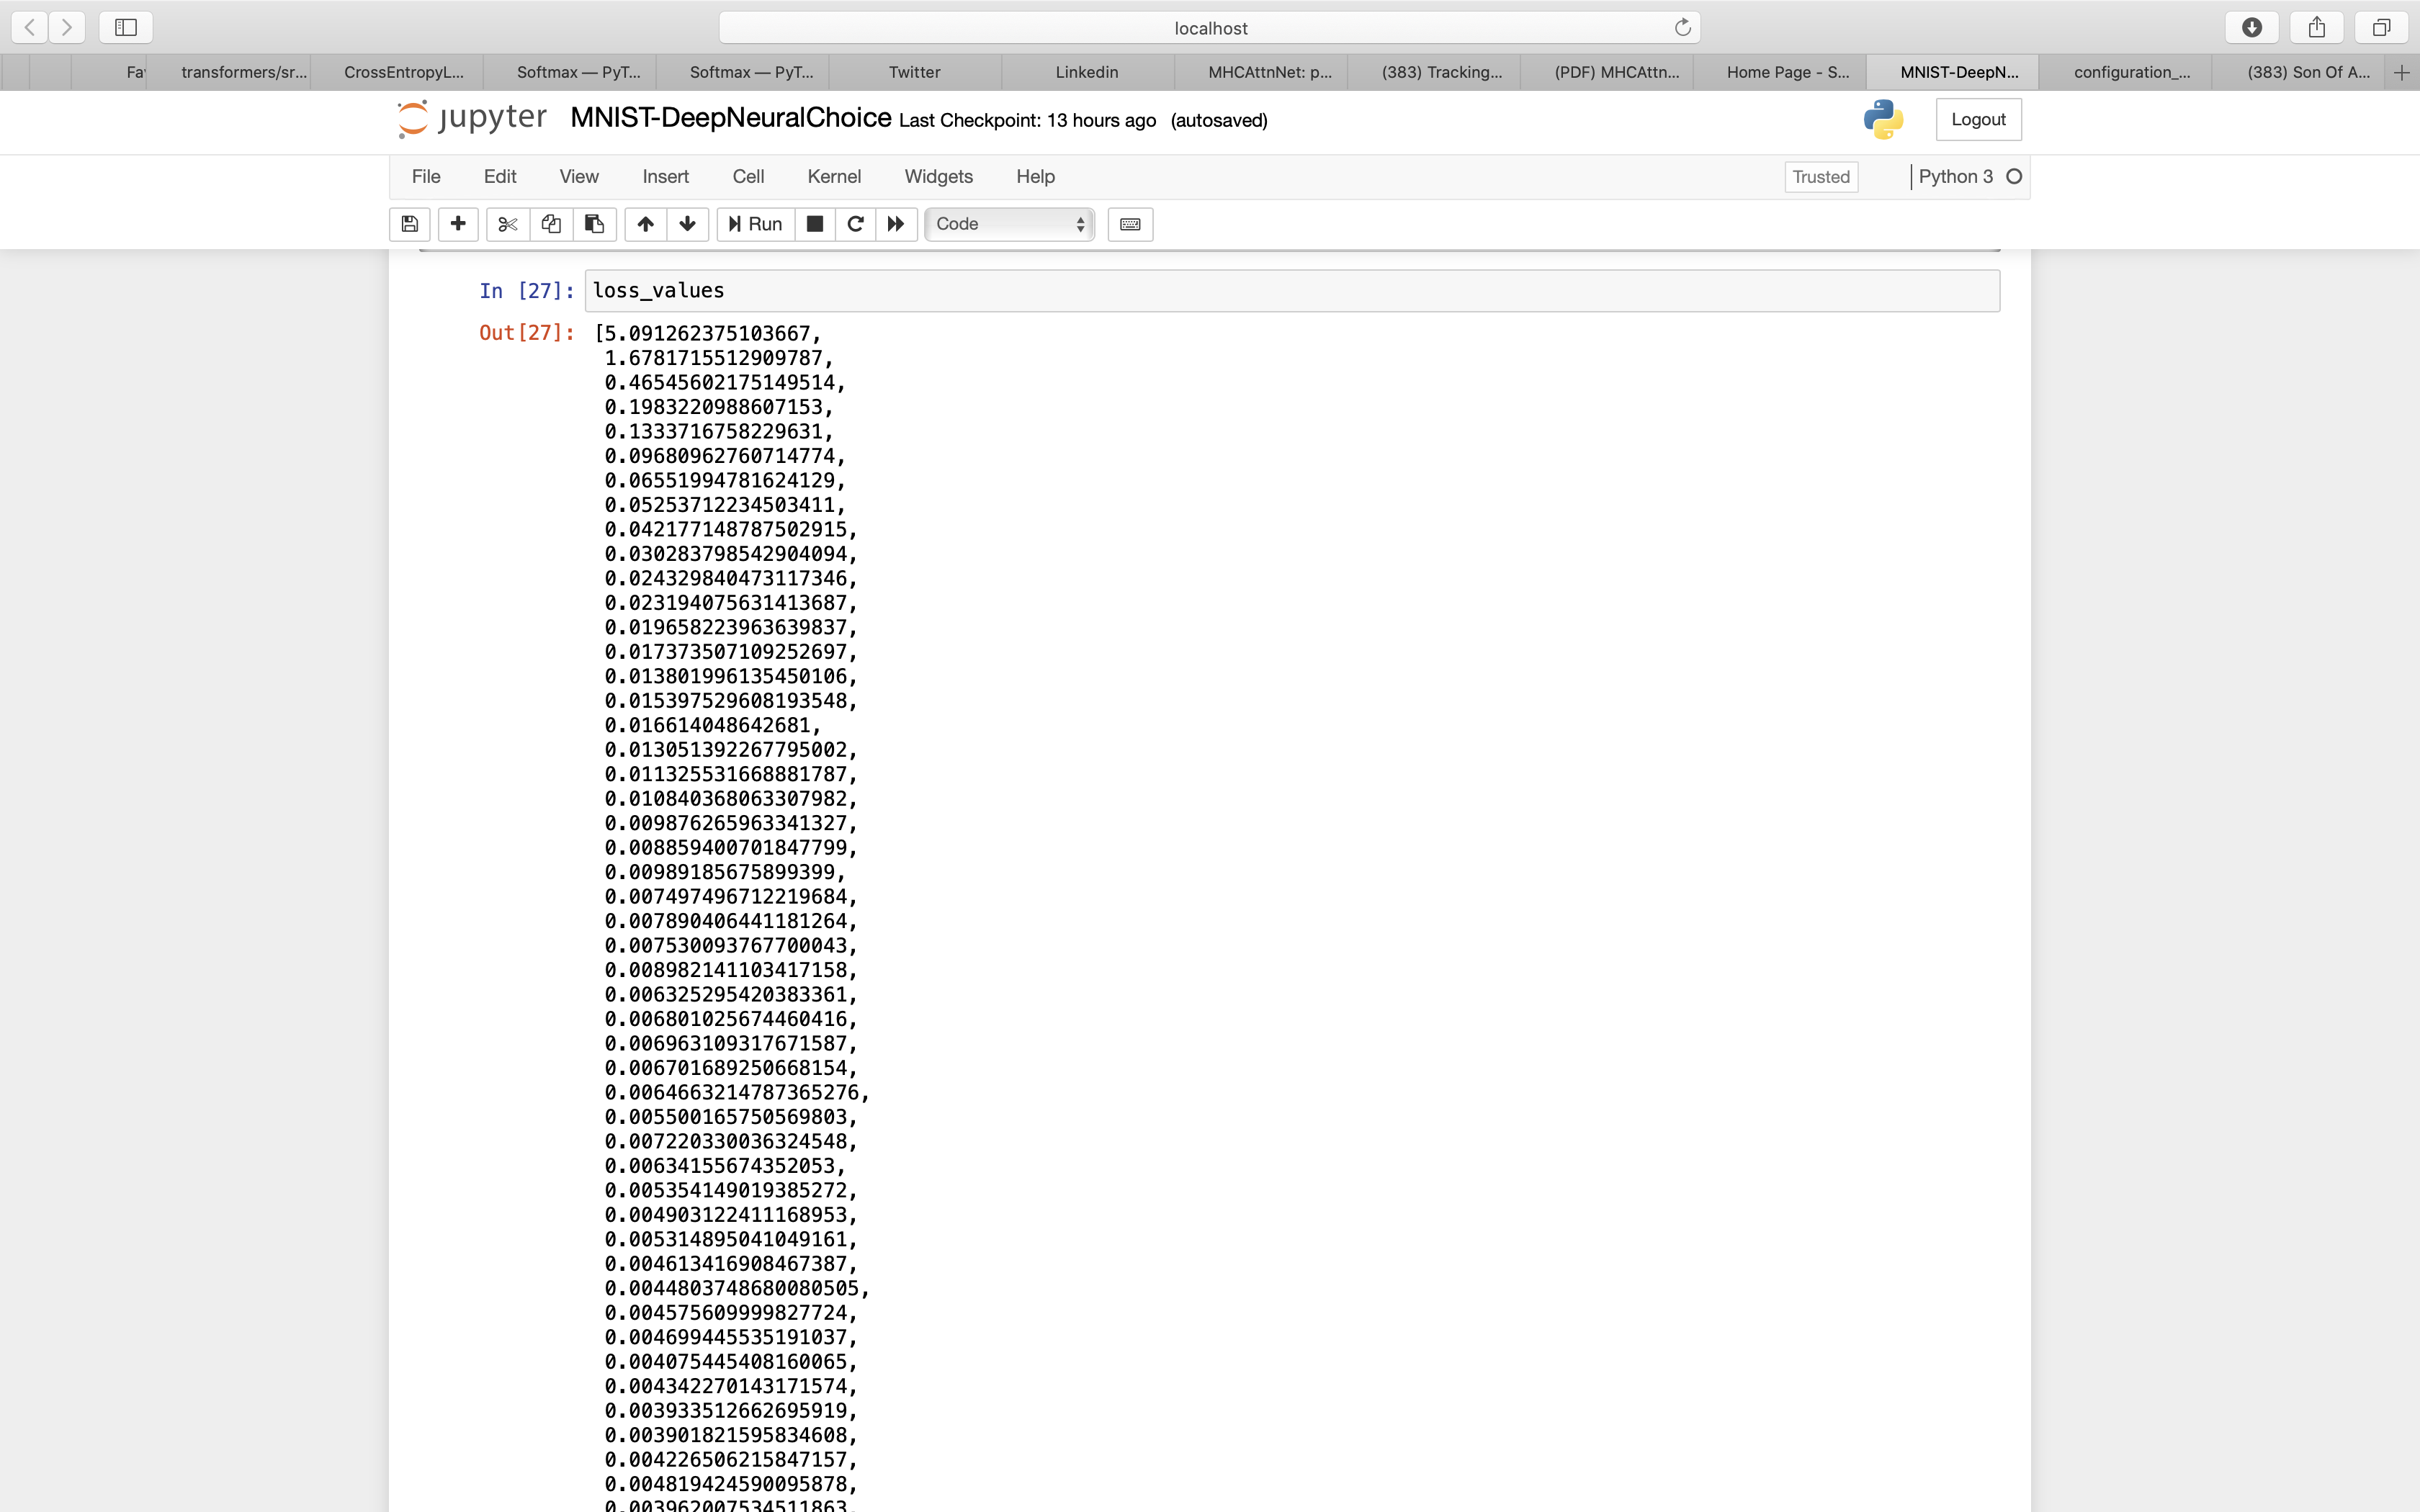 localhost
Fa
transformers/sr...
CrossEntropyL...
Softmax — PyT...
Softmax — PyT...
Twitter
Linkedin
MHCAttnNet: p...
(383) Tracking...
(PDF) MHCAttn...
Home Page - S...
MNIST-DeepN...
configuration_...
(383) Son Of A...
jupyter MNIST-DeepNeuralChoice Last Checkpoint: 13 hours ago (autosaved)
Logout
File Edit View Insert Cell Kernel Widgets Help
Trusted
Python 3
Run
Code
In [27]: loss_values
Out[27]: [5.091262375103667,
1.6781715512909787,
0.46545602175149514,
0.1983220988607153,
0.1333716758229631,
0.09680962760714774,
0.06551994781624129,
0.05253712234503411,
0.042177148787502915,
0.030283798542904094,
0.024329840473117346,
0.023194075631413687,
0.019658223963639837,
0.017373507109252697,
0.013801996135450106,
0.015397529608193548,
0.016614048642681,
0.013051392267795002,
0.011325531668881787,
0.010840368063307982,
0.009876265963341327,
0.008859400701847799,
0.00989185675899399,
0.007497496712219684,
0.007890406441181264,
0.007530093767700043,
0.008982141103417158,
0.006325295420383361,
0.006801025674460416,
0.006963109317671587,
0.006701689250668154,
0.0064663214787365276,
0.005500165750569803,
0.007220330036324548,
0.00634155674352053,
0.005354149019385272,
0.004903122411168953,
0.005314895041049161,
0.004613416908467387,
0.0044803748680080505,
0.004575609999827724,
0.004699445535191037,
0.004075445408160065,
0.004342270143171574,
0.003933512662695919,
0.003901821595834608,
0.004226506215847157,
0.004819424590095878,
0.003962007534511863,